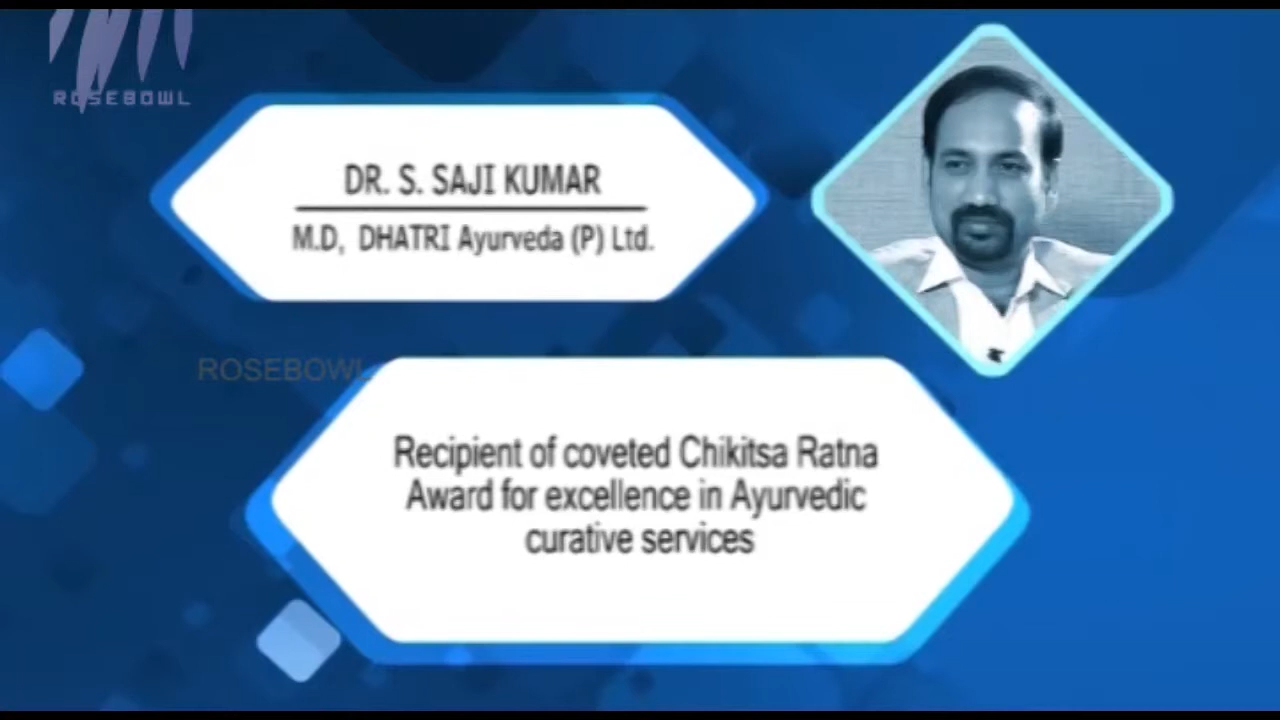 ROSEBOWL
DR. S. SAJI KUMAR
M.D, DHATRI Ayurveda (P) Ltd.
ROSEBOWL
Recipient of coveted Chikitsa Ratna
Award for excellence in Ayurvedic
curative services